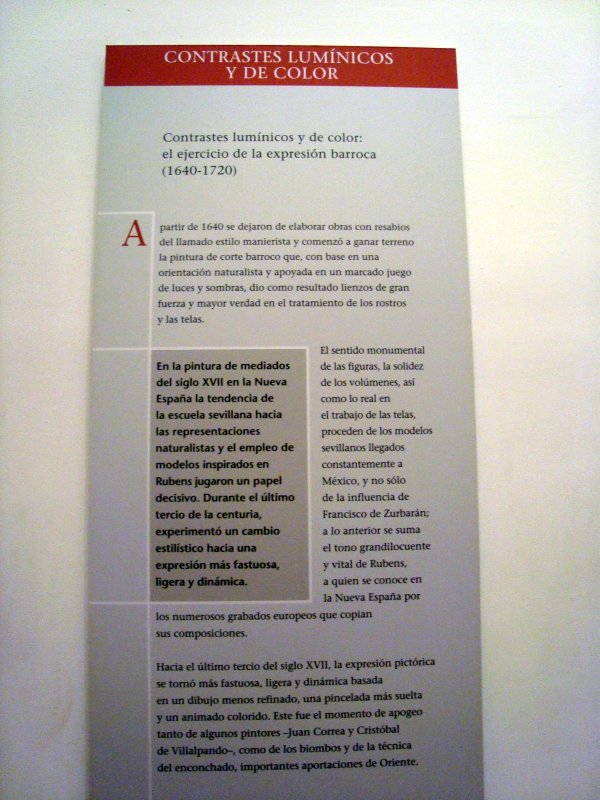 CONTRASTES LUMÍNICOS
Y DE COLOR
Contrastes lumínicos y de color:
el ejercicio de la expresión barroca
(1640-1720)
A partir de 1640 se dejaron de elaborar obras con resabios
del llamado estilo manierista y comenzó a ganar terreno
la pintura de corte barroco que, con base en una
orientación naturalista y apoyada en un marcado juego
de luces y sombras, dio como resultado lienzos de gran
fuerza y mayor verdad en el tratamiento de los rostros
y las telas.
En la pintura de mediados
del siglo XVII en la Nueva
España la tendencia de
la escuela sevillana hacia
las representaciones
naturalistas y el empleo de
modelos inspirados en
Rubens jugaron un papel
decisivo. Durante el último
tercio de la centuria,
experimentó un cambio
estilístico hacia una
expresión más fastuosa,
ligera y dinámica.
El sentido monumental
de las figuras, la solidez
de los volúmenes, así
como lo real en
el trabajo de las telas,
proceden de los modelos
sevillanos llegados
constantemente a
México, y no sólo
de la influencia de
Francisco de Zurbarán;
a lo anterior se suma
el tono grandilocuente
y vital de Rubens,
a quien se conoce en
la Nueva España por
los numerosos grabados europeos que copian
sus composiciones.
Hacia el último tercio del siglo XVII, la expresión pictórica
se tornó más fastuosa, ligera y dinámica basada
en un dibujo menos refinado, una pincelada más suelta
y un animado colorido. Este fue el momento de apogeo
tanto de algunos pintores –Juan Correa y Cristóbal
de Villalpando–, como de los biombos y de la técnica
del enconchado, importantes aportaciones de Oriente.